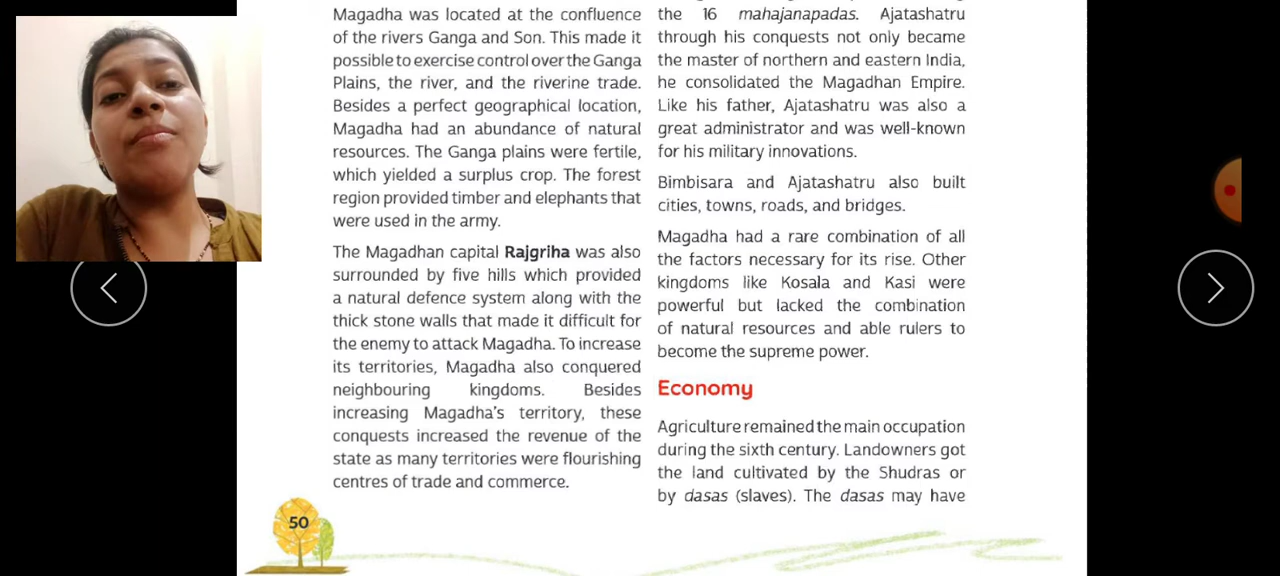 Magadha was located at the confluence
of the rivers Ganga and Son. This made it
possible to exercise control over the Ganga
Plains, the river, and the riverine trade.
Besides a perfect geographical location,
Magadha had an abundance of natural
resources. The Ganga plains were fertile,
which yielded a surplus crop. The forest
region provided timber and elephants that
were used in the army.
The Magadhan capital Rajgriha was also
surrounded by five hills which provided
a natural defence system along with the
thick stone walls that made it difficult for
the enemy to attack Magadha. To increase
its territories, Magadha also conquered
neighbouring kingdoms. Besides
increasing Magadha's territory, these
conquests increased the revenue of the
state as many territories were flourishing
centres of trade and commerce.
50
the 16 mahajanapadas. Ajatashatru
through his conquests not only became
the master of northern and eastern India,
he consolidated the Magadhan Empire.
Like his father, Ajatashatru was also a
great administrator and was well-known
for his military innovations.
Bimbisara and Ajatashatru also built
cities, towns, roads, and bridges.
Magadha had a rare combination of all
the factors necessary for its rise. Other
kingdoms like Kosala and Kasi were
powerful but lacked the combination
of natural resources and able rulers to
become the supreme power.
Economy
Agriculture remained the main occupation
during the sixth century. Landowners got
the land cultivated by the Shudras or
by dasas (slaves). The dasas may have